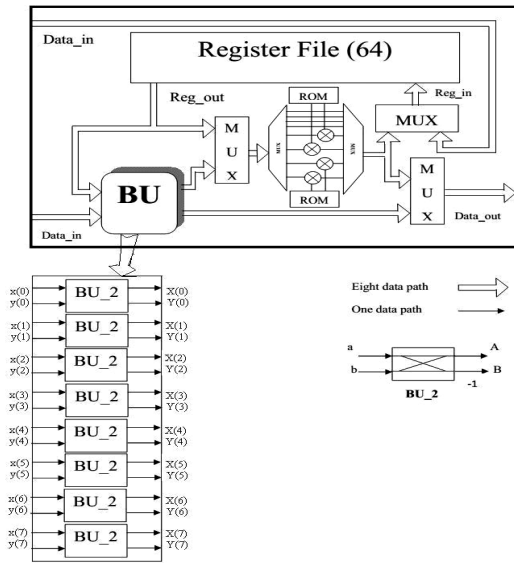 Data_in
Register File (64)
Reg_out
Reg_in
ROM
MUX
M
U
X
MUX
MUX
BU
ROM
M
U
X
Data_in
Data_out
x(0) BU_2 X(0)
y(0) Y(0)
x(1) BU_2 X(1)
y(1) Y(1)
x(2) BU_2 X(2)
y(2) Y(2)
x(3) BU_2 X(3)
y(3) Y(3)
x(4) BU_2 X(4)
y(4) Y(4)
x(5) BU_2 X(5)
y(5) Y(5)
x(6) BU_2 X(6)
y(6) Y(6)
x(7) BU_2 X(7)
y(7) Y(7)
Eight data path
One data path
a A
b B
-1
BU_2